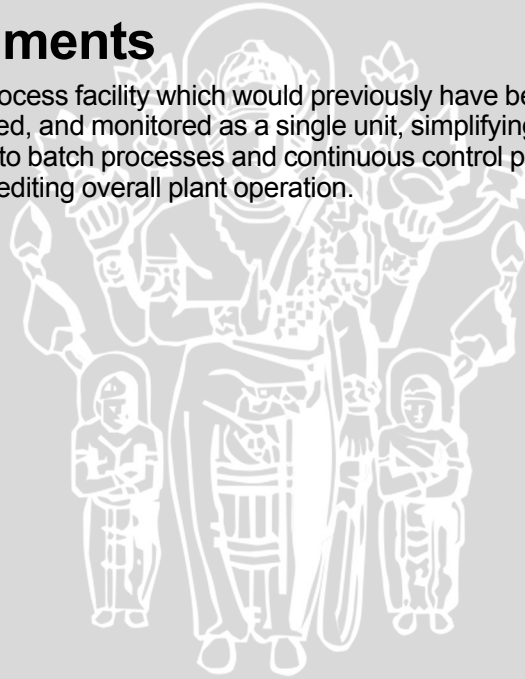 ments
ocess facility which would previously have be
ed, and monitored as a single unit, simplifying
to batch processes and continuous control p
editing overall plant operation.